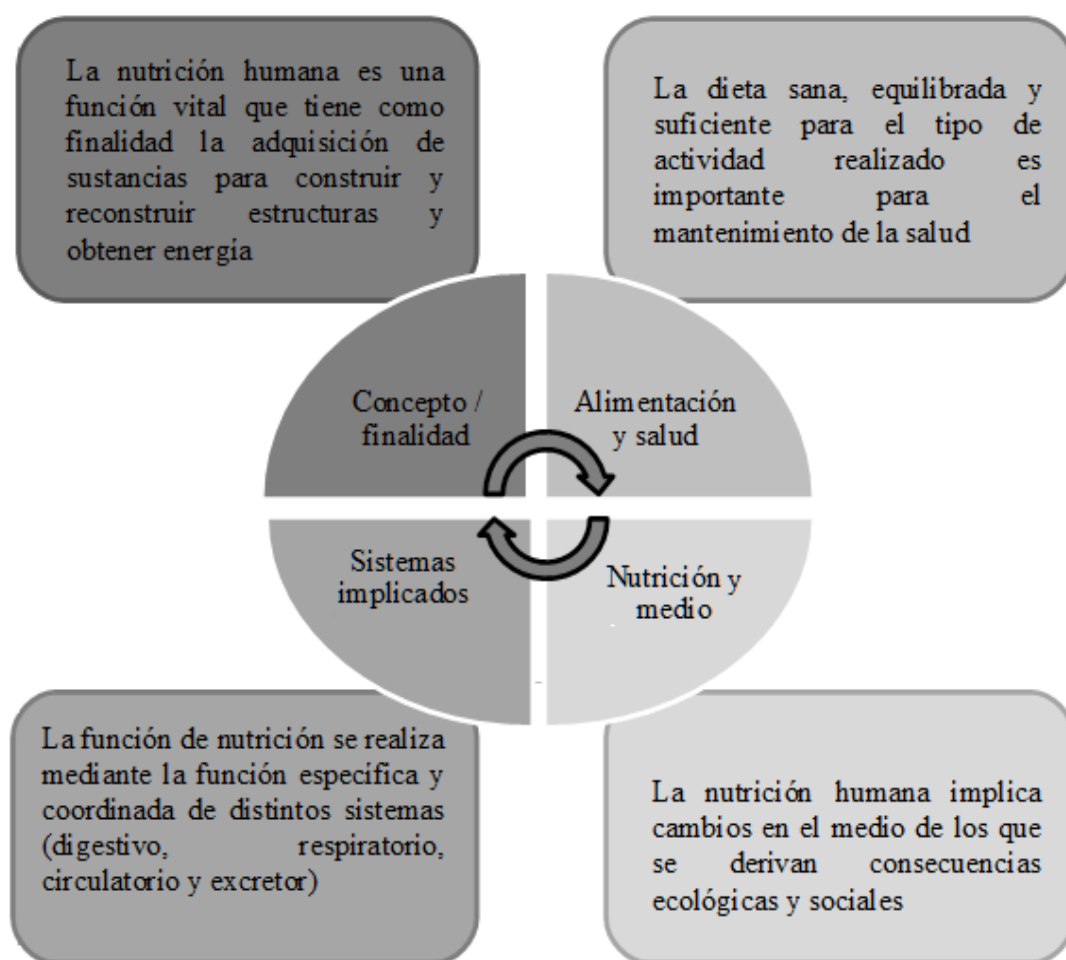 La nutrición humana es una
función vital que tiene como
finalidad la adquisición de
sustancias para construir y
reconstruir estructuras y
obtener energía
La dieta sana, equilibrada y
suficiente para el tipo de
actividad realizado es
importante para el
mantenimiento de la salud
Concepto /
finalidad
Alimentación
y salud
Sistemas
implicados
Nutrición y
medio
La función de nutrición se realiza
mediante la función específica y
coordinada de distintos sistemas
(digestivo, respiratorio,
circulatorio y excretor)
La nutrición humana implica
cambios en el medio de los que
se derivan consecuencias
ecológicas y sociales